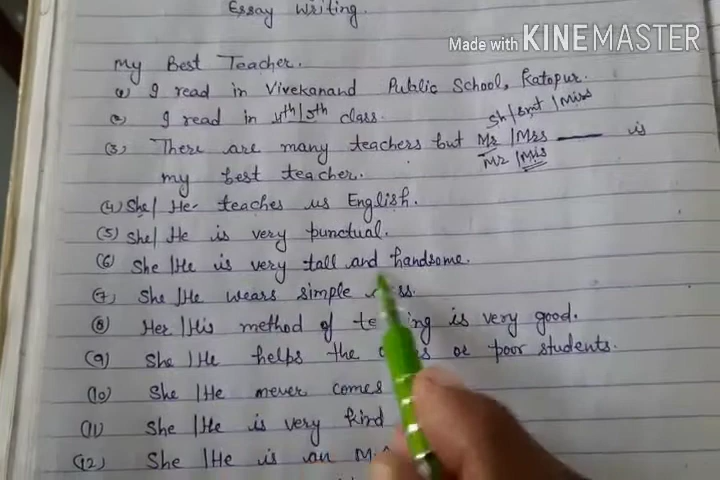 Essay Writing.
Made with KINEMASTER
My Best Teacher.
(1) I read in Vivekanand Public School, Ratopur.
(2) I read in 4th/5th class.
Sh/Smt/Miss
(3) There are many teachers but Mr/Mrs — is
Mr/Mis
my best teacher.
(4) She/He teaches us English.
(5) She/He is very punctual.
(6) She/He is very tall and handsome.
(7) She/He wears simple
(8) Her/His method of is very good.
(9) She/He helps the or poor students.
(10) She/He never comes
(11) She/He is very kind
(12) She/He is an